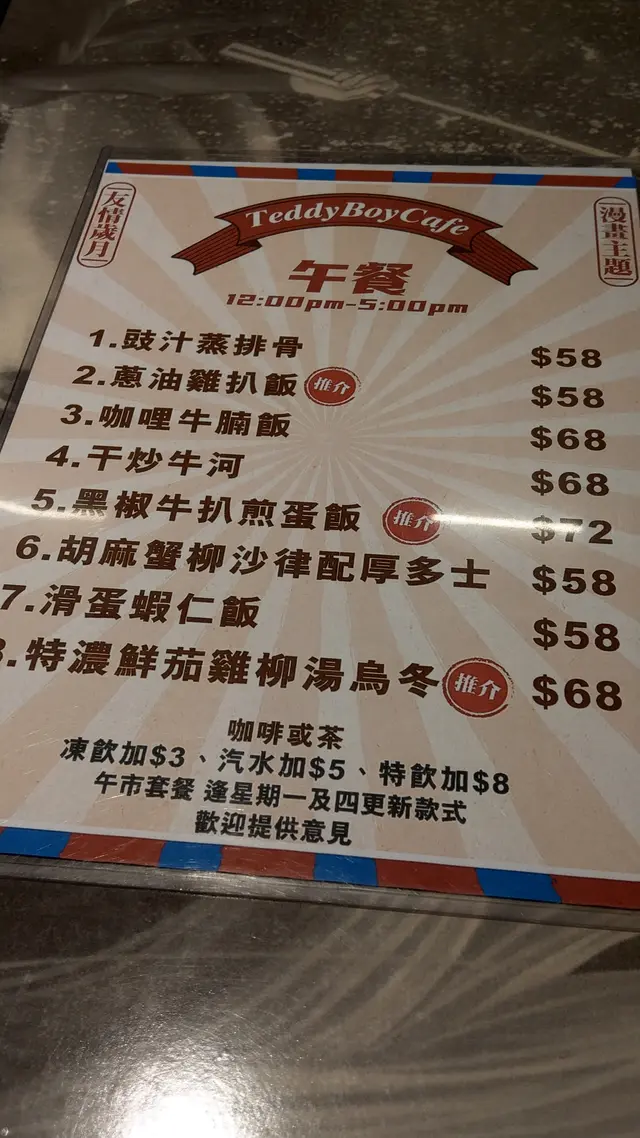 友情歲月
漫畫主題
TeddyBoyCafe
午餐
12:00pm-5:00pm
1.豉汁蒸排骨 $58
2.蔥油雞扒飯 推介 $58
3.咖哩牛腩飯 $68
4.干炒牛河 $68
5.黑椒牛扒煎蛋飯 推介 $72
6.胡麻蟹柳沙律配厚多士 $58
7.滑蛋蝦仁飯 $58
8.特濃鮮茄雞柳湯烏冬 推介 $68
咖啡或茶
凍飲加$3、汽水加$5、特飲加$8
午市套餐 逢星期一及四更新款式
歡迎提供意見